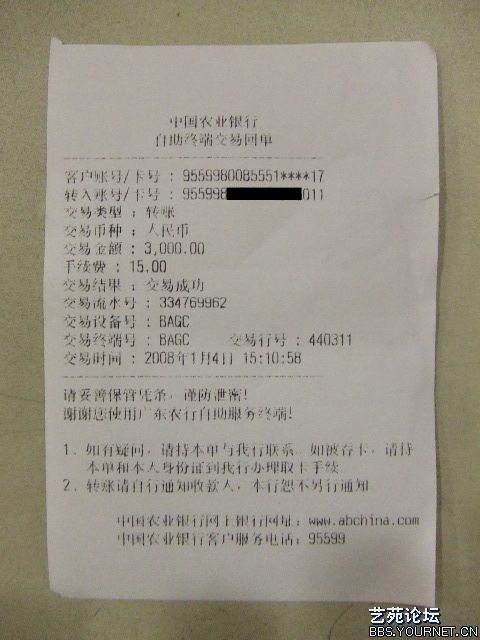 中国农业银行
自助终端交易回单
客户账号/卡号 : 9559980085551****17
转入账号/卡号 : 955998 011
交易类型 : 转账
交易币种 : 人民币
交易金额 : 3,000.00
手续费 : 15.00
交易结果 : 交易成功
交易流水号 : 334769962
交易设备号 : BAGC
交易终端号 : BAGC 交易行号 : 440311
交易时间 : 2008年1月4日 15:10:58
请妥善保管凭条，谨防泄密!
谢谢您使用广东农行自助服务终端!
1、如有疑问，请持本单与我行联系 如被吞卡，请持
本单和本人身份证到我行办理取卡手续
2、转账请自行通知收款人，本行恕不另行通知
中国农业银行网上银行网址: www.abchina.com
中国农业银行客户服务电话: 95599
艺苑论坛
BBS.YOURNET.CN